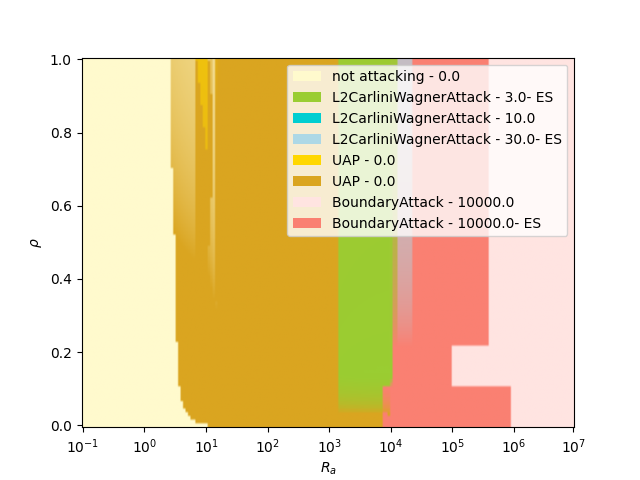 1.0
0.8
0.6
0.4
0.2
0.0
ρ
not attacking - 0.0
L2CarliniWagnerAttack - 3.0- ES
L2CarliniWagnerAttack - 10.0
L2CarliniWagnerAttack - 30.0- ES
UAP - 0.0
UAP - 0.0
BoundaryAttack - 10000.0
BoundaryAttack - 10000.0- ES
10⁻¹ 10⁰ 10¹ 10² 10³ 10⁴ 10⁵ 10⁶ 10⁷
Rₐ